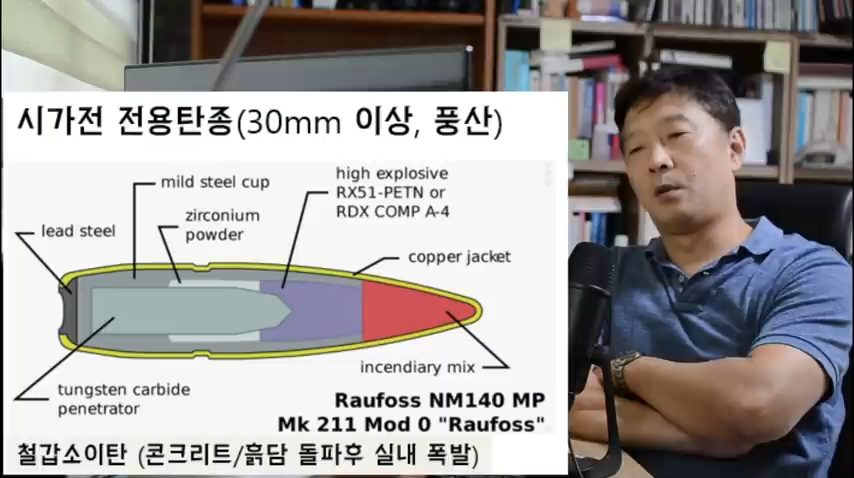 시가전 전용탄종(30mm 이상, 풍산)
high explosive
RX51-PETN or
RDX COMP A-4
mild steel cup
zirconium
powder
lead steel
copper jacket
incendiary mix
tungsten carbide
penetrator
Raufoss NM140 MP
Mk 211 Mod 0 "Raufoss"
철갑소이탄 (콘크리트/흙담 돌파후 실내 폭발)